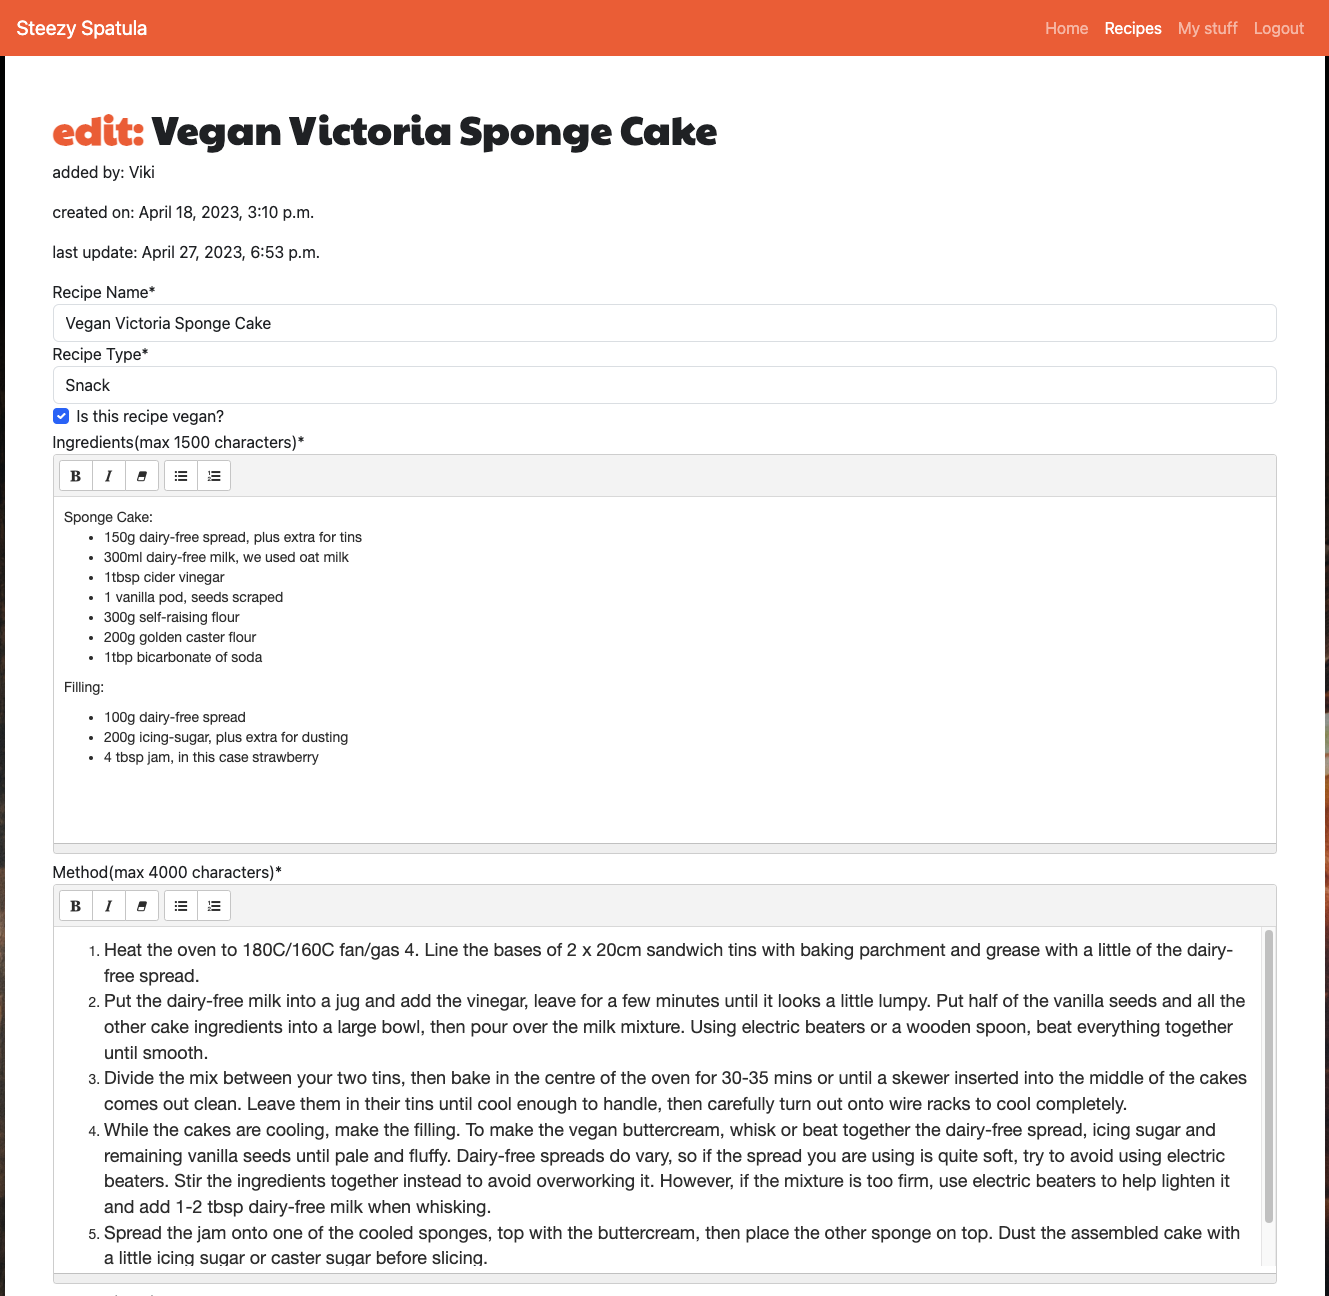 Steezy Spatula
Home Recipes My stuff Logout
edit: Vegan Victoria Sponge Cake
added by: Viki
created on: April 18, 2023, 3:10 p.m.
last update: April 27, 2023, 6:53 p.m.
Recipe Name*
Vegan Victoria Sponge Cake
Recipe Type*
Snack
Is this recipe vegan?
Ingredients(max 1500 characters)*
B I
Sponge Cake:
• 150g dairy-free spread, plus extra for tins
• 300ml dairy-free milk, we used oat milk
• 1tbsp cider vinegar
• 1 vanilla pod, seeds scraped
• 300g self-raising flour
• 200g golden caster flour
• 1tbp bicarbonate of soda
Filling:
• 100g dairy-free spread
• 200g icing-sugar, plus extra for dusting
• 4 tbsp jam, in this case strawberry
Method(max 4000 characters)*
B I
1. Heat the oven to 180C/160C fan/gas 4. Line the bases of 2 x 20cm sandwich tins with baking parchment and grease with a little of the dairy-
free spread.
2. Put the dairy-free milk into a jug and add the vinegar, leave for a few minutes until it looks a little lumpy. Put half of the vanilla seeds and all the
other cake ingredients into a large bowl, then pour over the milk mixture. Using electric beaters or a wooden spoon, beat everything together
until smooth.
3. Divide the mix between your two tins, then bake in the centre of the oven for 30-35 mins or until a skewer inserted into the middle of the cakes
comes out clean. Leave them in their tins until cool enough to handle, then carefully turn out onto wire racks to cool completely.
4. While the cakes are cooling, make the filling. To make the vegan buttercream, whisk or beat together the dairy-free spread, icing sugar and
remaining vanilla seeds until pale and fluffy. Dairy-free spreads do vary, so if the spread you are using is quite soft, try to avoid using electric
beaters. Stir the ingredients together instead to avoid overworking it. However, if the mixture is too firm, use electric beaters to help lighten it
and add 1-2 tbsp dairy-free milk when whisking.
5. Spread the jam onto one of the cooled sponges, top with the buttercream, then place the other sponge on top. Dust the assembled cake with
a little icing sugar or caster sugar before slicing.